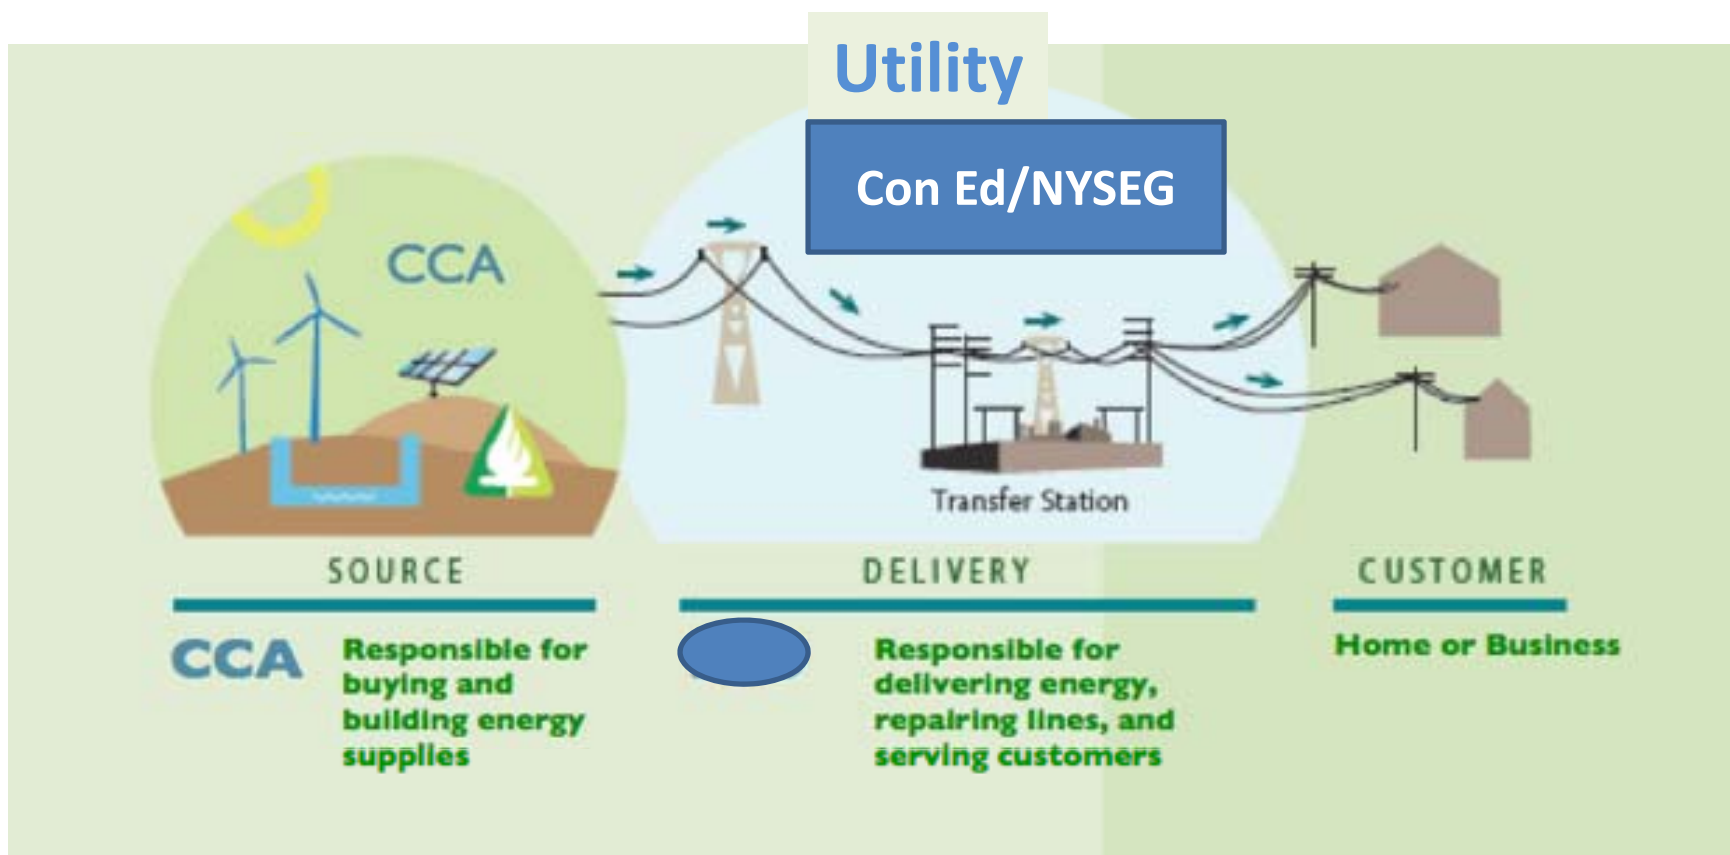 Utility
Con Ed/NYSEG
CCA
Transfer Station
SOURCE
DELIVERY
CUSTOMER
CCA
Responsible for
buying and
building energy
supplies
Responsible for
delivering energy,
repairing lines, and
serving customers
Home or Business